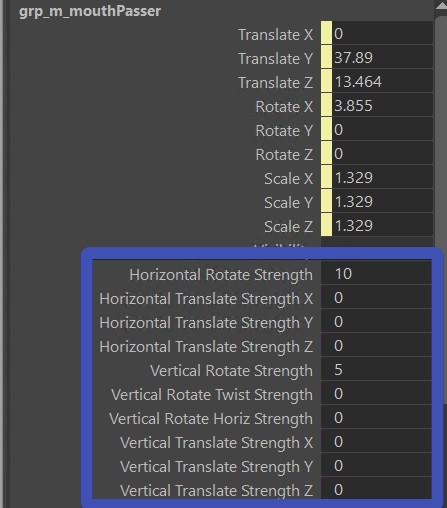 grp_m_mouthPasser
Translate X 0
Translate Y 37.89
Translate Z 13.464
Rotate X 3.855
Rotate Y 0
Rotate Z 0
Scale X 1.329
Scale Y 1.329
Scale Z 1.329
Horizontal Rotate Strength 10
Horizontal Translate Strength X 0
Horizontal Translate Strength Y 0
Horizontal Translate Strength Z 0
Vertical Rotate Strength 5
Vertical Rotate Twist Strength 0
Vertical Rotate Horiz Strength 0
Vertical Translate Strength X 0
Vertical Translate Strength Y 0
Vertical Translate Strength Z 0